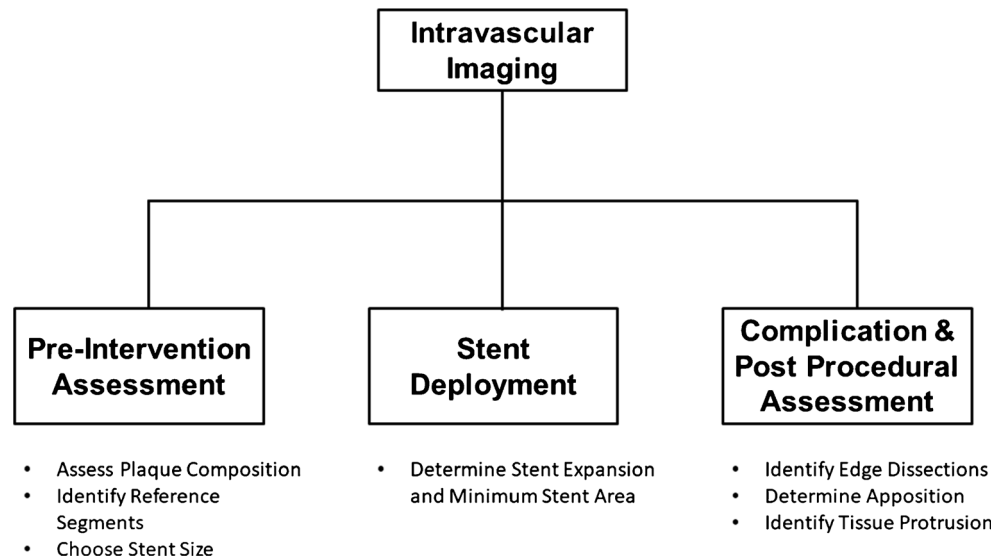 Intravascular
Imaging
Pre-Intervention
Assessment
• Assess Plaque Composition
• Identify Reference
Segments
• Choose Stent Size
Stent
Deployment
• Determine Stent Expansion
and Minimum Stent Area
Complication &
Post Procedural
Assessment
• Identify Edge Dissections
• Determine Apposition
• Identify Tissue Protrusion